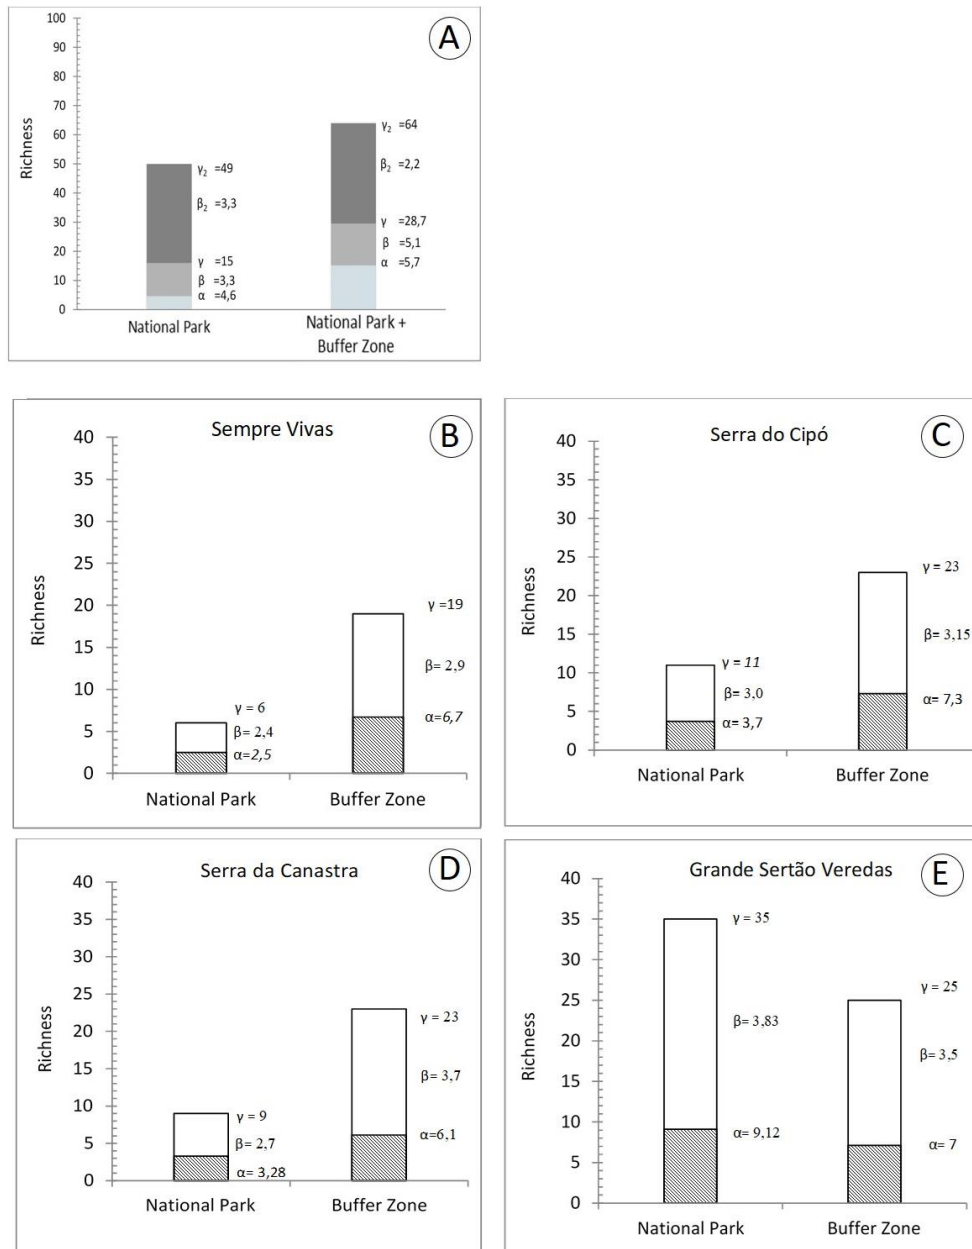 A
100
90
80
70
60
50
40
30
20
10
0
Richness
γ₂ =49
β₂ =3,3
γ =15
β =3,3
α =4,6
γ₂ =64
β₂ =2,2
γ =28,7
β =5,1
α =5,7
National Park
National Park +
Buffer Zone
Sempre Vivas
B
40
35
30
25
20
15
10
5
0
Richness
γ = 6
β= 2,4
α=2,5
γ =19
β= 2,9
α=6,7
National Park
Buffer Zone
Serra do Cipó
C
40
35
30
25
20
15
10
5
0
Richness
γ = 11
β= 3,0
α= 3,7
γ = 23
β= 3,15
α= 7,3
National Park
Buffer Zone
Serra da Canastra
D
40
35
30
25
20
15
10
5
0
Richness
γ = 9
β= 2,7
α= 3,28
γ = 23
β= 3,7
α=6,1
National Park
Buffer Zone
Grande Sertão Veredas
E
40
35
30
25
20
15
10
5
0
Richness
γ = 35
β= 3,83
α= 9,12
γ = 25
β= 3,5
α= 7
National Park
Buffer Zone